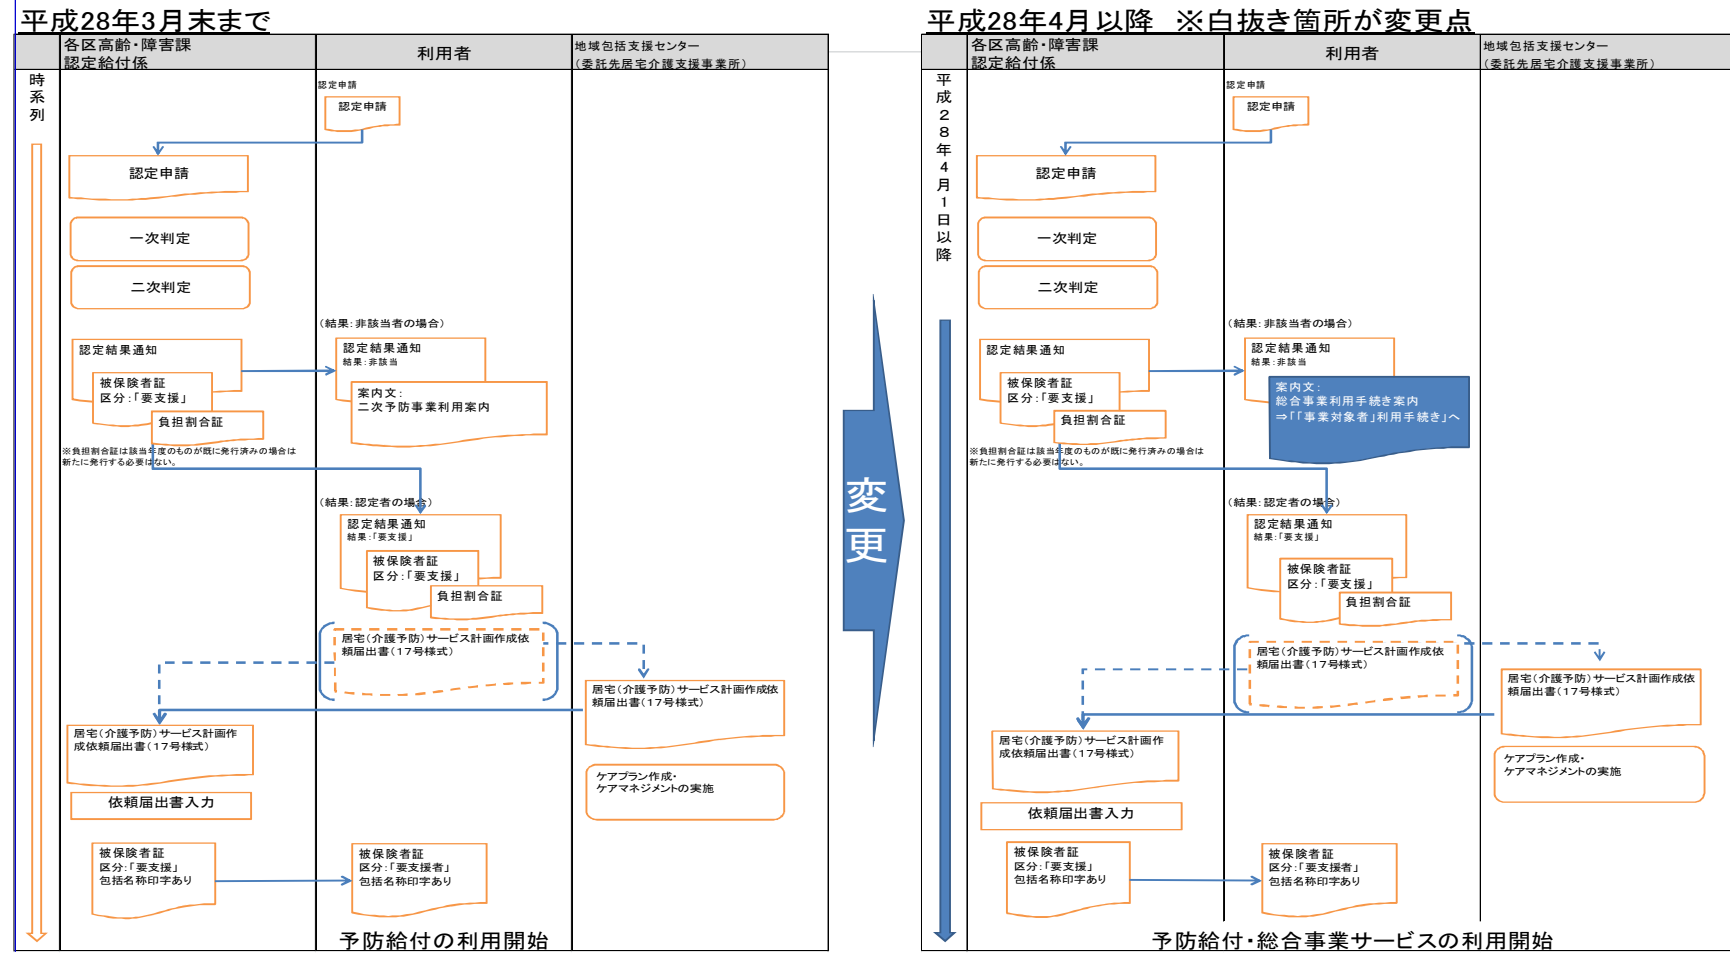 平成28年3月末まで
各区高齢・障害課
認定給付係
利用者
地域包括支援センター
(委託先居宅介護支援事業所)
時系列
認定申請
認定申請
認定申請
一次判定
二次判定
(結果:非該当者の場合)
認定結果通知
被保険者証
区分:「要支援」
負担割合証
認定結果通知
結果:非該当
案内文:
二次予防事業利用案内
※負担割合証は該当年度のものが既に発行済みの場合は
新たに発行する必要はない。
(結果:認定者の場合)
認定結果通知
結果:「要支援」
被保険者証
区分:「要支援」
負担割合証
居宅(介護予防)サービス計画作成依
頼届出書(17号様式)
居宅(介護予防)サービス計画作成依
頼届出書(17号様式)
居宅(介護予防)サービス計画作
成依頼届出書(17号様式)
ケアプラン作成・
ケアマネジメントの実施
依頼届出書入力
被保険者証
区分:「要支援」
包括名称印字あり
被保険者証
区分:「要支援者」
包括名称印字あり
予防給付の利用開始
変更
平成28年4月以降 ※白抜き箇所が変更点
各区高齢・障害課
認定給付係
利用者
地域包括支援センター
(委託先居宅介護支援事業所)
平成28年4月1日以降
認定申請
認定申請
認定申請
一次判定
二次判定
(結果:非該当者の場合)
認定結果通知
被保険者証
区分:「要支援」
負担割合証
認定結果通知
結果:非該当
案内文:
総合事業利用手続き案内
⇒「「事業対象者」利用手続き」へ
※負担割合証は該当年度のものが既に発行済みの場合は
新たに発行する必要はない。
(結果:認定者の場合)
認定結果通知
結果:「要支援」
被保険者証
区分:「要支援」
負担割合証
居宅(介護予防)サービス計画作成依
頼届出書(17号様式)
居宅(介護予防)サービス計画作成依
頼届出書(17号様式)
居宅(介護予防)サービス計画作
成依頼届出書(17号様式)
ケアプラン作成・
ケアマネジメントの実施
依頼届出書入力
被保険者証
区分:「要支援」
包括名称印字あり
被保険者証
区分:「要支援者」
包括名称印字あり
予防給付・総合事業サービスの利用開始